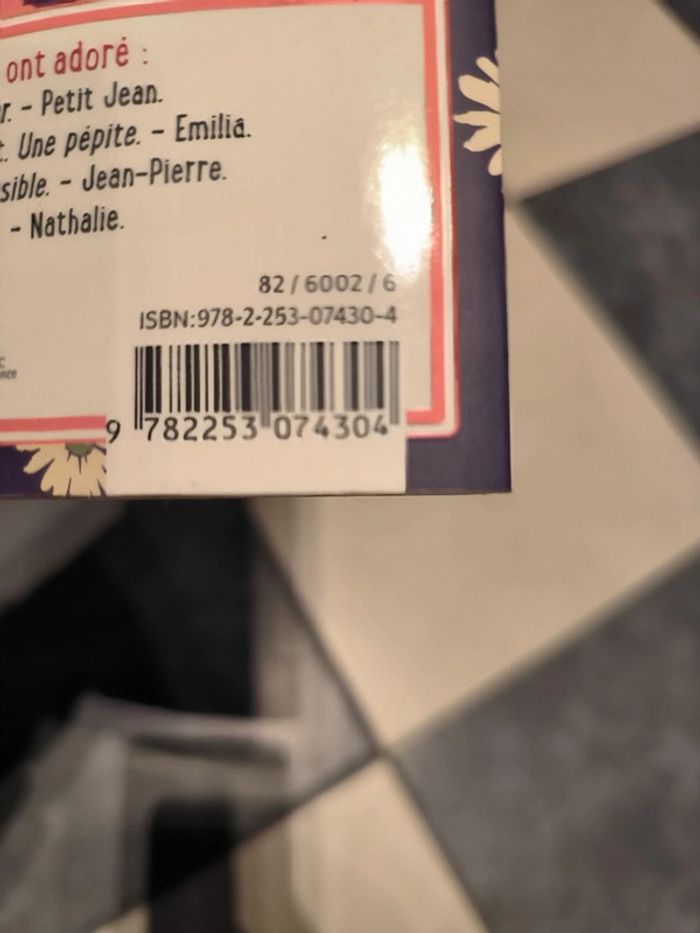 ont adoré :
r. – Petit Jean.
t. Une pépite. – Emilia.
sible. – Jean-Pierre.
– Nathalie.
82 / 6002 / 6
ISBN:978-2-253-07430-4
9 782253 074304